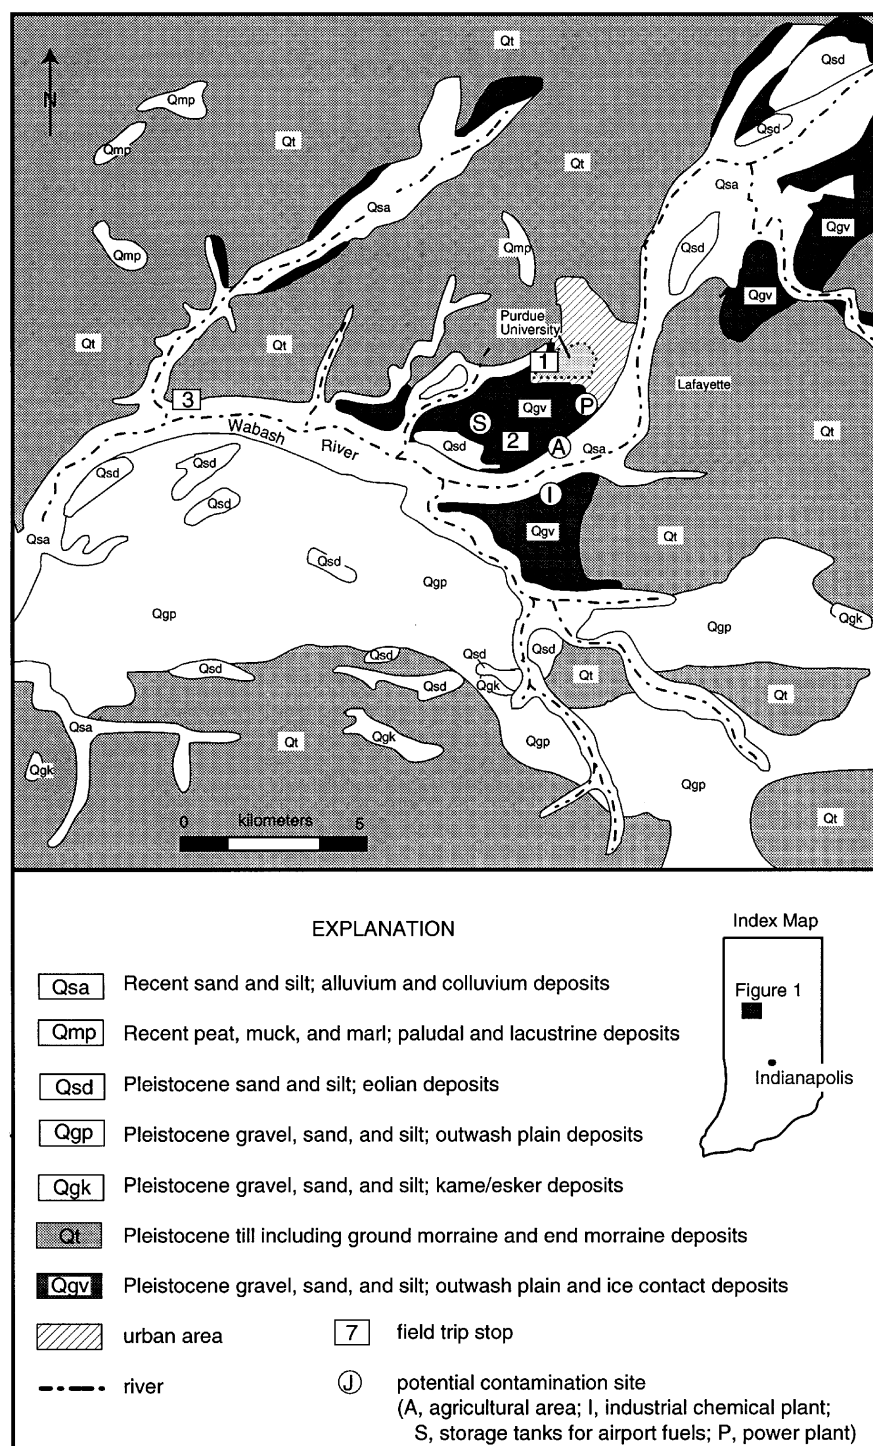 Qt
Qsd
N
Qmp
Qsd
Qt
Qmp
Qt
Qsa
Qsa
Qgv
Qmp
Qmp
Qsd
Qgv
Purdue
University
Qt
Qt
1
Lafayette
3
Qgv
P
S
Wabash
River
Qsd
2
A
Qsa
Qt
Qsd
Qsd
I
Qsd
Qgv
Qt
Qsa
Qsd
Qgp
Qgp
Qgk
Qgp
Qsd
Qsd
Qsd
Qsd
Qsd
Qgk
Qt
Qt
Qsa
Qgk
Qt
Qgp
Qgk
Qgp
0 kilometers 5
Qt
EXPLANATION
Index Map
Qsa Recent sand and silt; alluvium and colluvium deposits
Figure 1
Qmp Recent peat, muck, and marl; paludal and lacustrine deposits
Indianapolis
Qsd Pleistocene sand and silt; eolian deposits
Qgp Pleistocene gravel, sand, and silt; outwash plain deposits
Qgk Pleistocene gravel, sand, and silt; kame/esker deposits
Qt Pleistocene till including ground morraine and end morraine deposits
Qgv Pleistocene gravel, sand, and silt; outwash plain and ice contact deposits
urban area 7 field trip stop
river J potential contamination site
(A, agricultural area; I, industrial chemical plant;
S, storage tanks for airport fuels; P, power plant)